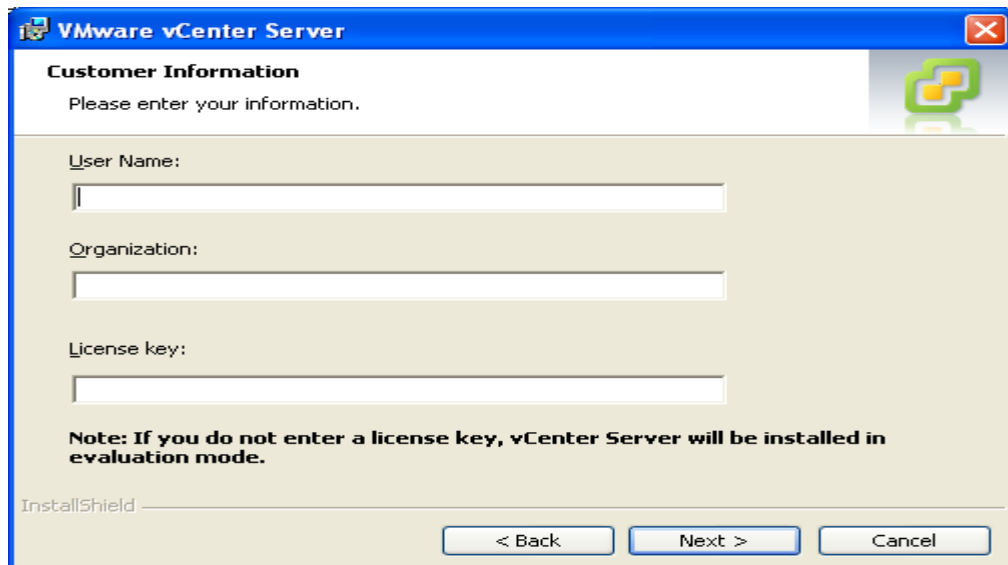 VMware vCenter Server
Customer Information
Please enter your information.
User Name:
Organization:
License key:
Note: If you do not enter a license key, vCenter Server will be installed in
evaluation mode.
InstallShield
< Back
Next >
Cancel